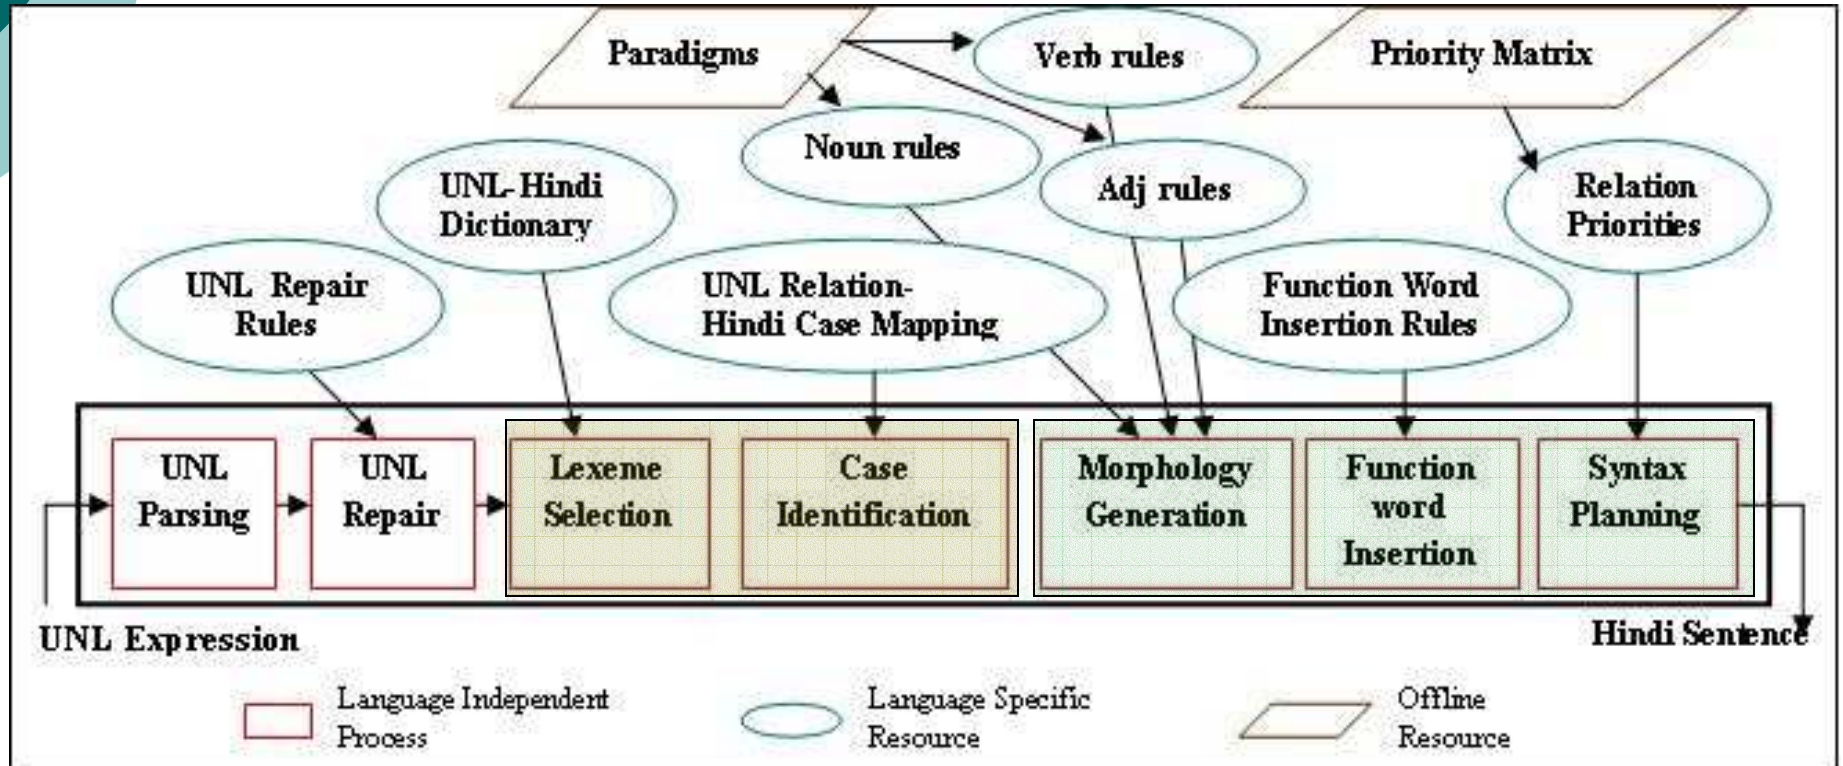 Paradigms
Verb rules
Priority Matrix
Noun rules
UNL-Hindi
Dictionary
Adj rules
Relation
Priorities
UNL Repair
Rules
UNL Relation-
Hindi Case Mapping
Function Word
Insertion Rules
UNL
Parsing
UNL
Repair
Lexeme
Selection
Case
Identification
Morphology
Generation
Function
word
Insertion
Syntax
Planning
UNL Expression
Hindi Sentence
Language Independent
Process
Language Specific
Resource
Offline
Resource